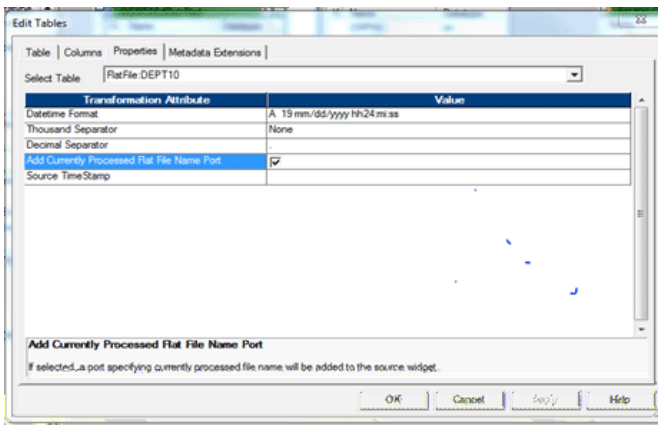 Edit Tables
Table Columns Properties Metadata Extensions
Select Table FlatFile:DEPT10
Transformation Attribute Value
Datetime Format A 19 mm/dd/yyyy hh24:mi:ss
Thousand Separator None
Decimal Separator .
Add Currently Processed Flat File Name Port
Source TimeStamp
Add Currently Processed Flat File Name Port
If selected, a port specifying currently processed file name will be added to the source widget.
OK Cancel Apply Help